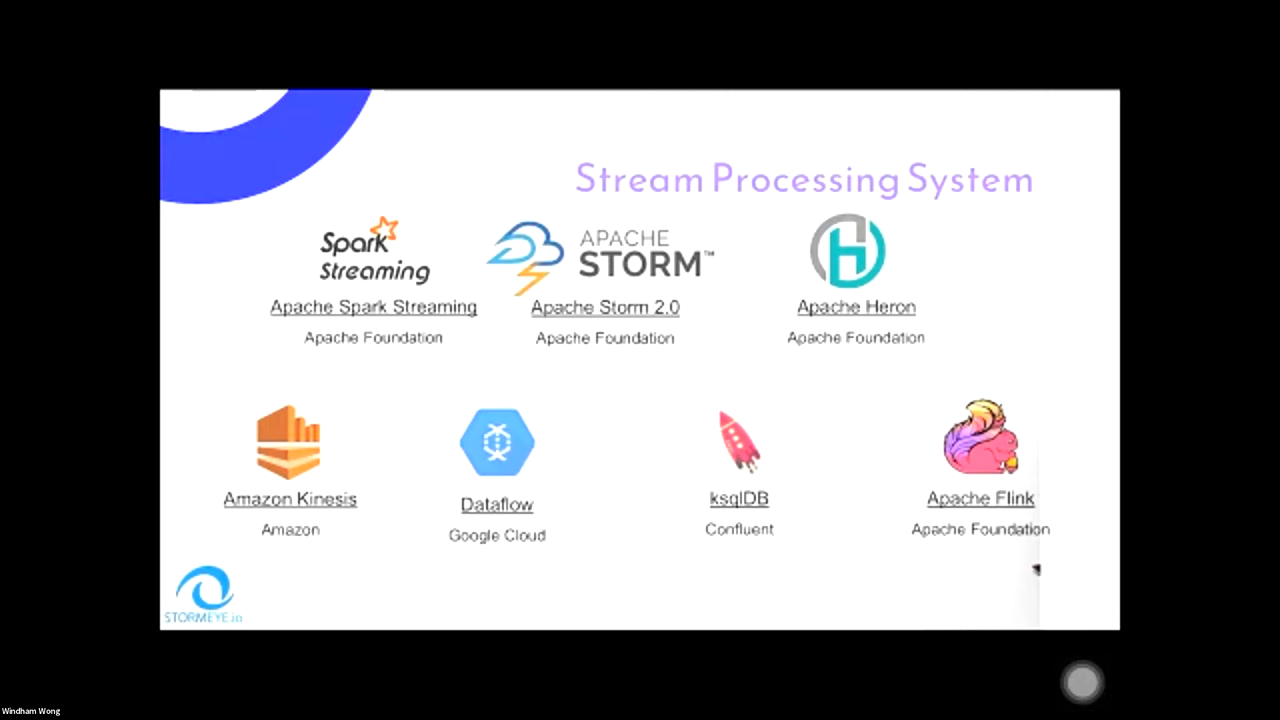 Stream Processing System
Spark
Streaming
APACHE
STORM™
Apache Spark Streaming
Apache Storm 2.0
Apache Heron
Apache Foundation
Apache Foundation
Apache Foundation
Amazon Kinesis
Dataflow
ksqlDB
Apache Flink
Amazon
Google Cloud
Confluent
Apache Foundation
STORMEYE.io
Windham Wong